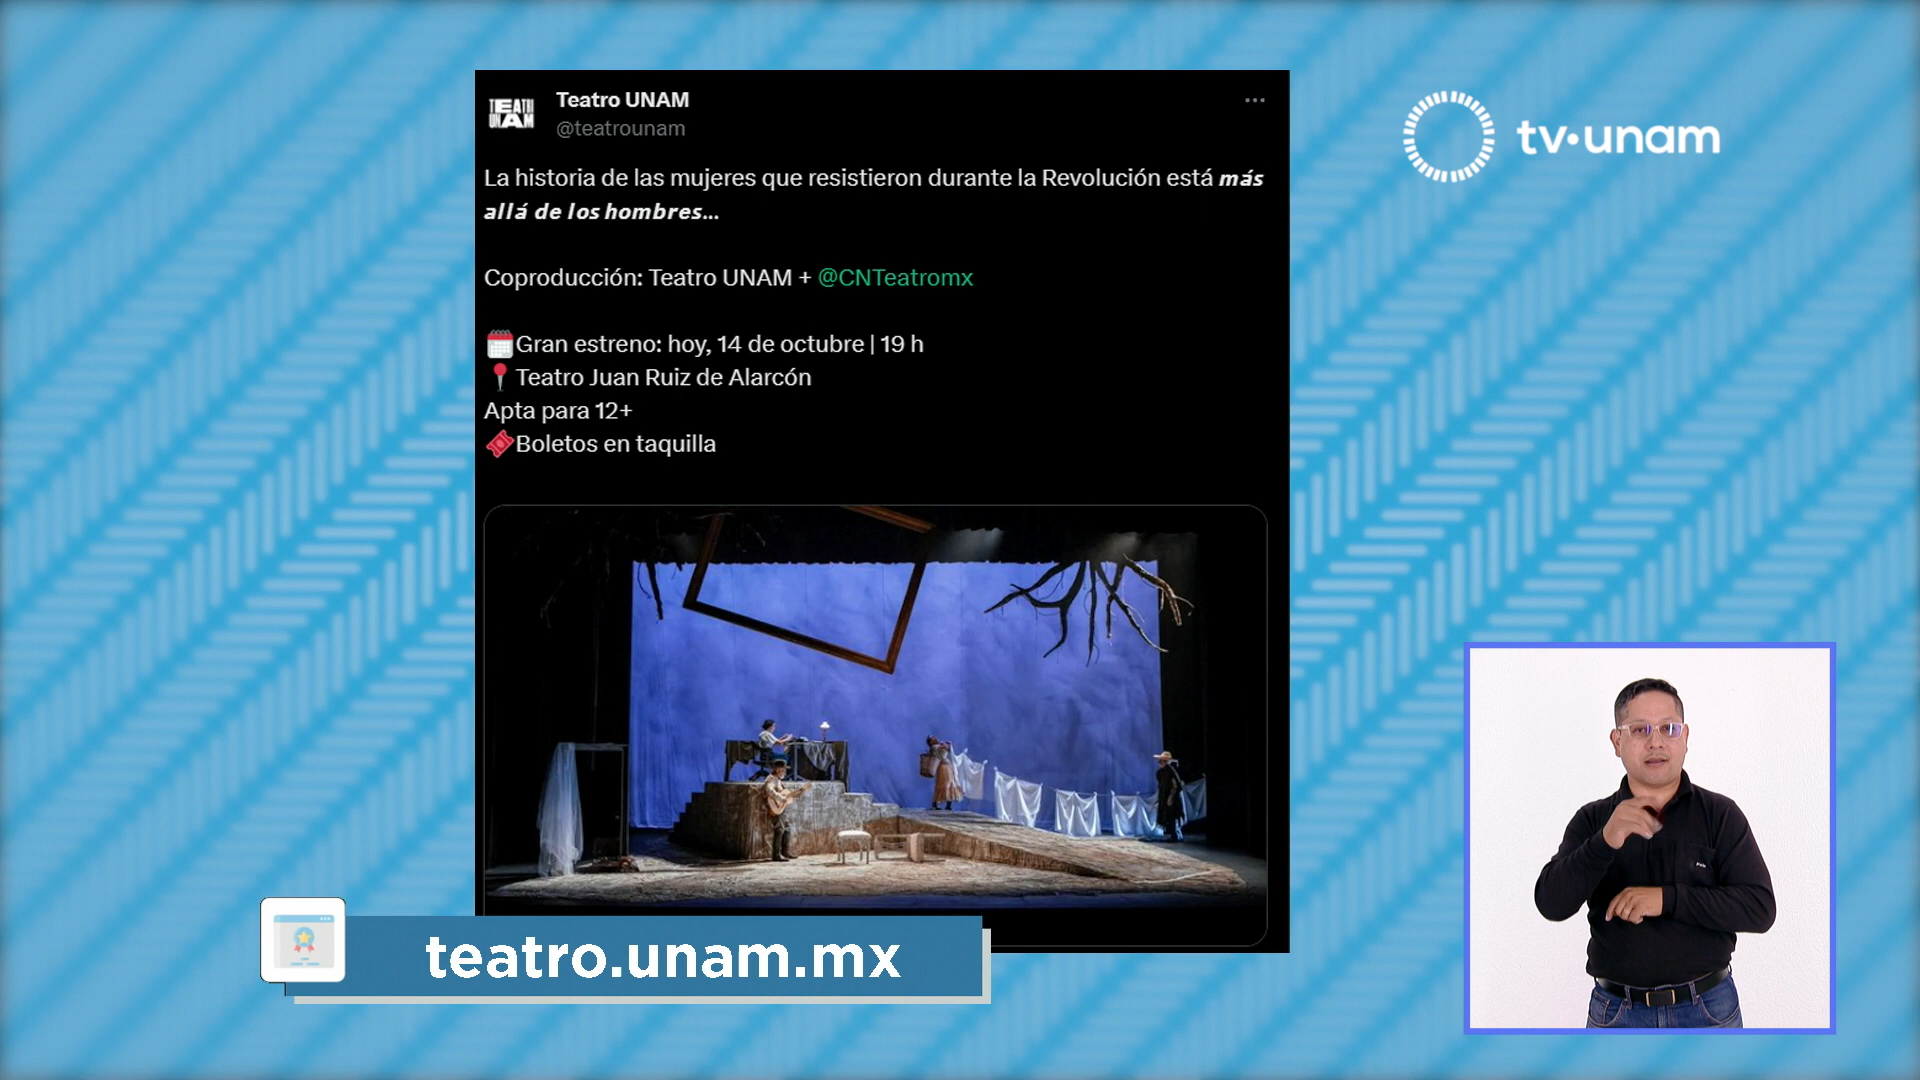 TEATRO
UNAM
Teatro UNAM
@teatrounam
La historia de las mujeres que resistieron durante la Revolución está más
allá de los hombres...
Coproducción: Teatro UNAM + @CNTeatromx
Gran estreno: hoy, 14 de octubre | 19 h
Teatro Juan Ruiz de Alarcón
Apta para 12+
Boletos en taquilla
tv·unam
teatro.unam.mx